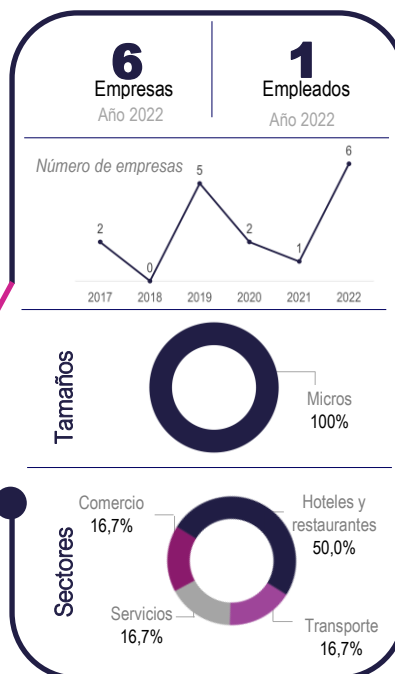 6
Empresas
Año 2022
1
Empleados
Año 2022
Número de empresas
2
0
5
2
1
6
2017 2018 2019 2020 2021 2022
Tamaños
Micros
100%
Sectores
Comercio
16,7%
Hoteles y
restaurantes
50,0%
Servicios
16,7%
Transporte
16,7%